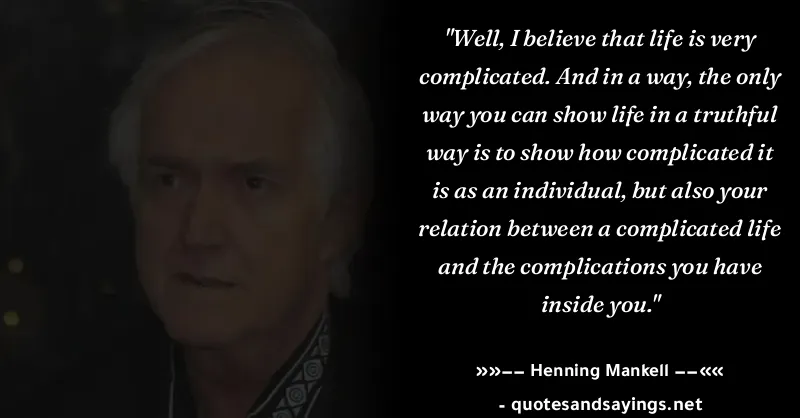 "Well, I believe that life is very
complicated. And in a way, the only
way you can show life in a truthful
way is to show how complicated it
is as an individual, but also your
relation between a complicated life
and the complications you have
inside you."
»»−− Henning Mankell −−««
- quotesandsayings.net